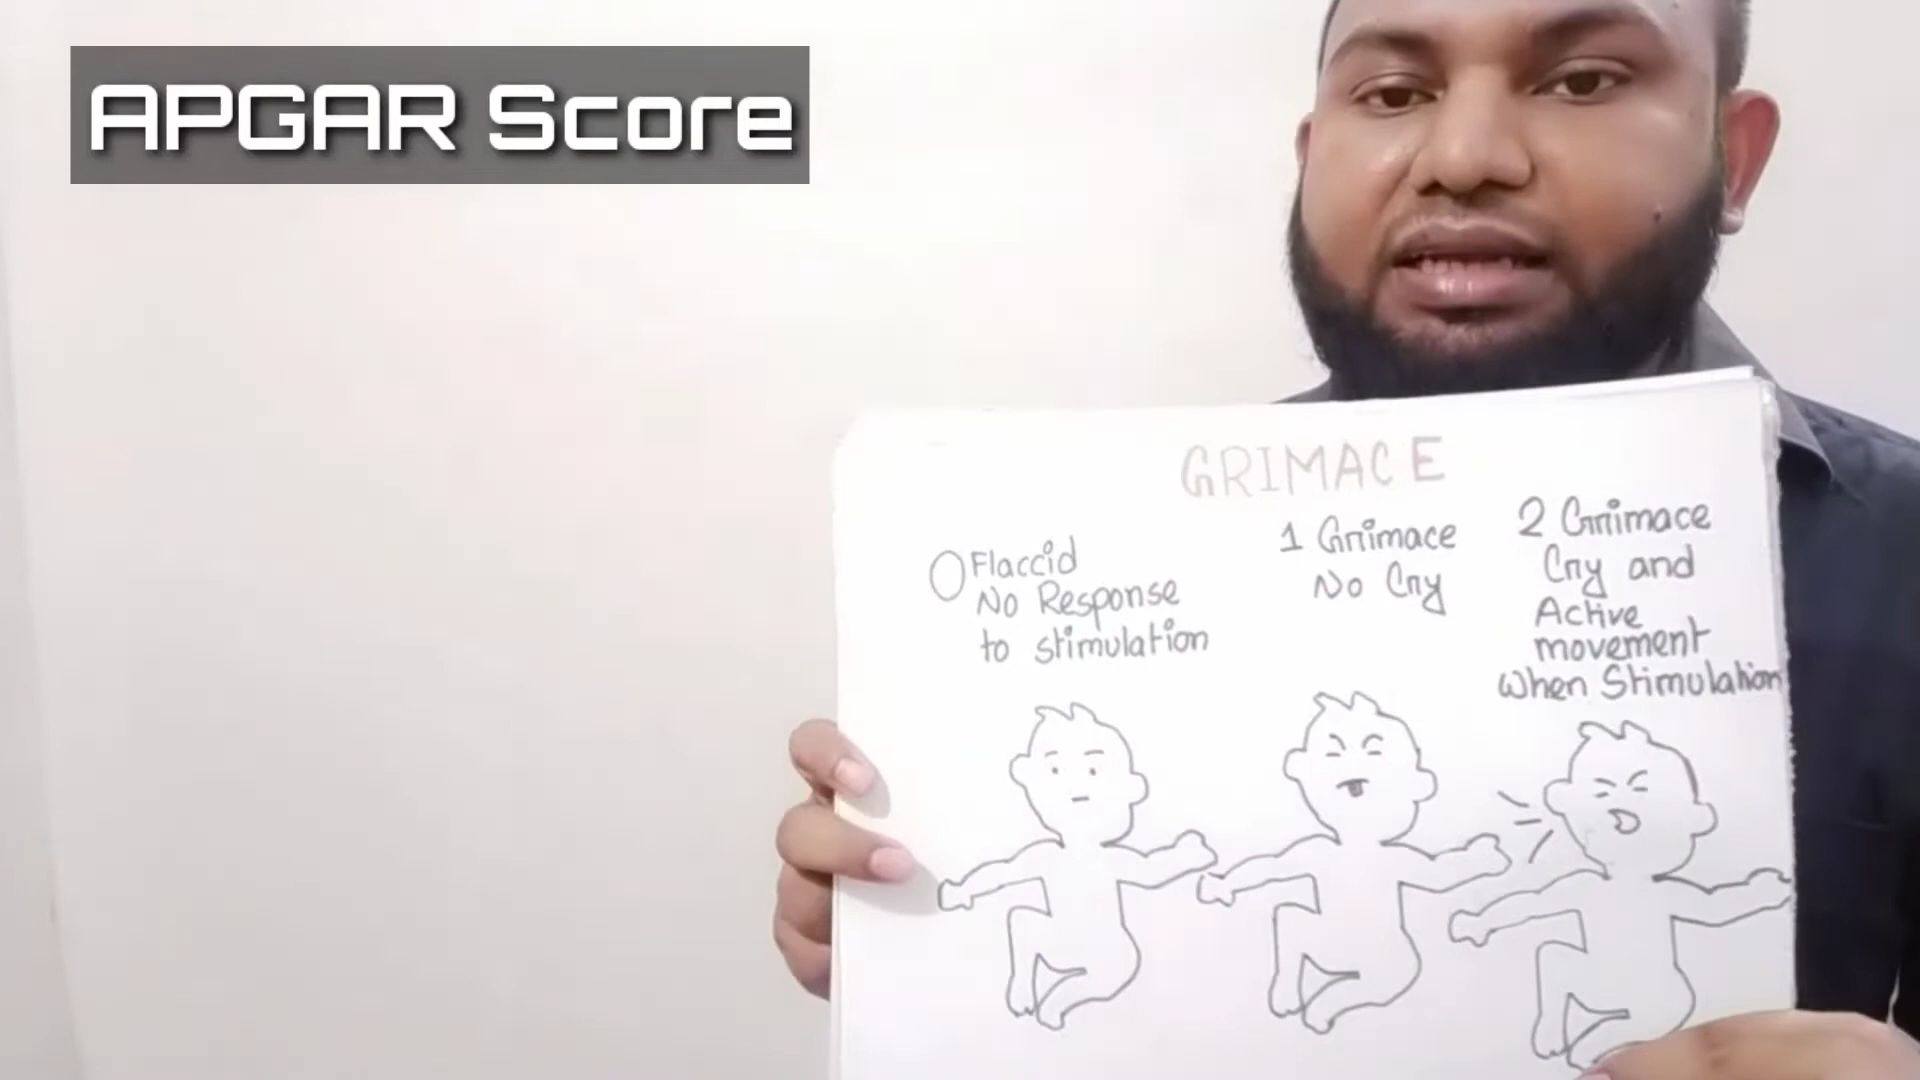 APGAR Score
GRIMACE
0 Flaccid
No Response
to stimulation
1 Grimace
No Cry
2 Grimace
Cry and
Active
movement
When Stimulation